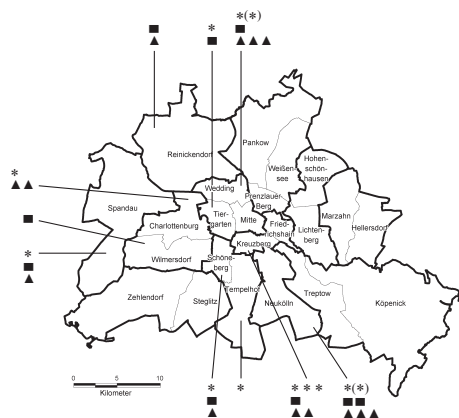 *(*)
*
Pankow
Reinickendorf
Hohen-
schön-
hausen
Weißen-
see
*
Wedding
Prenzlauer
Berg
Spandau
Tier-
garten
Mitte
Fried-
richshain
Marzahn
Hellersdorf
Charlottenburg
Lichten-
berg
Kreuzberg
*
Wilmersdorf
Schöne-
berg
Zehlendorf
Steglitz
Tempelhof
Neukölln
Treptow
Köpenick
0 5 10
Kilometer
* * * * * *(*)